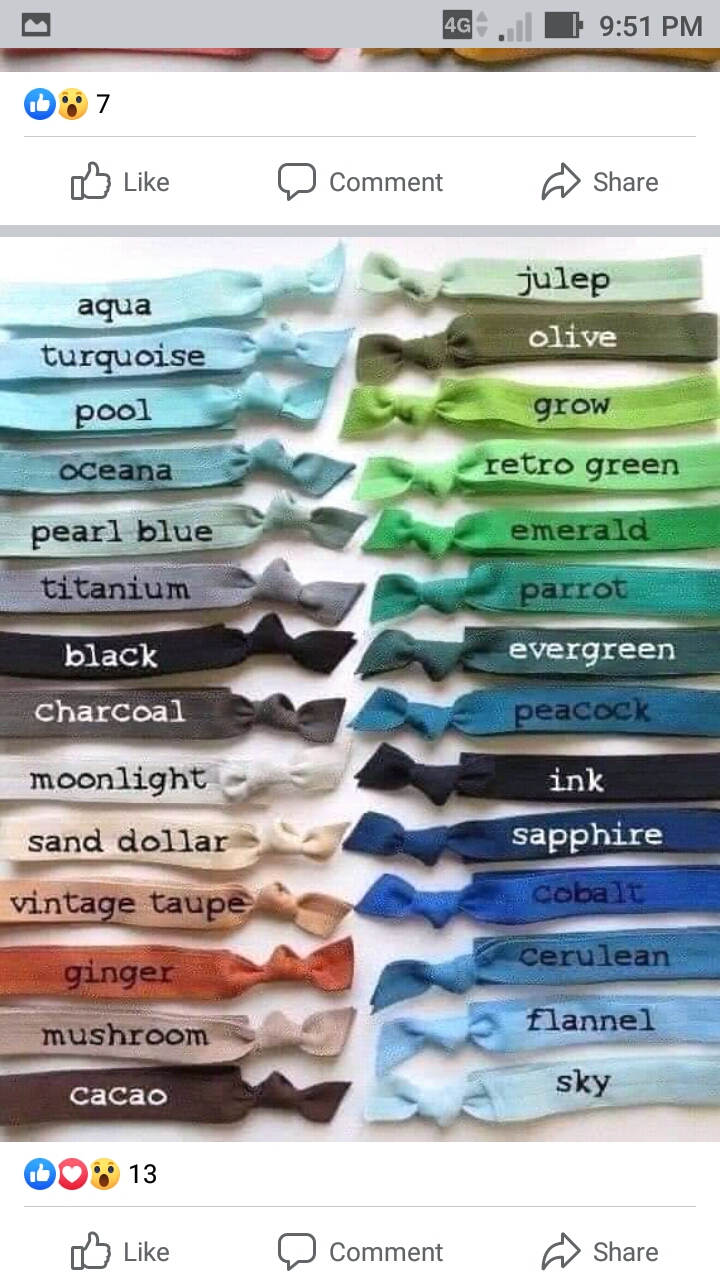 4G 9:51 PM
7
Like Comment Share
aqua
turquoise
pool
oceana
pearl blue
titanium
black
charcoal
moonlight
sand dollar
vintage taupe
ginger
mushroom
cacao
julep
olive
grow
retro green
emerald
parrot
evergreen
peacock
ink
sapphire
cobalt
cerulean
flannel
sky
13
Like Comment Share